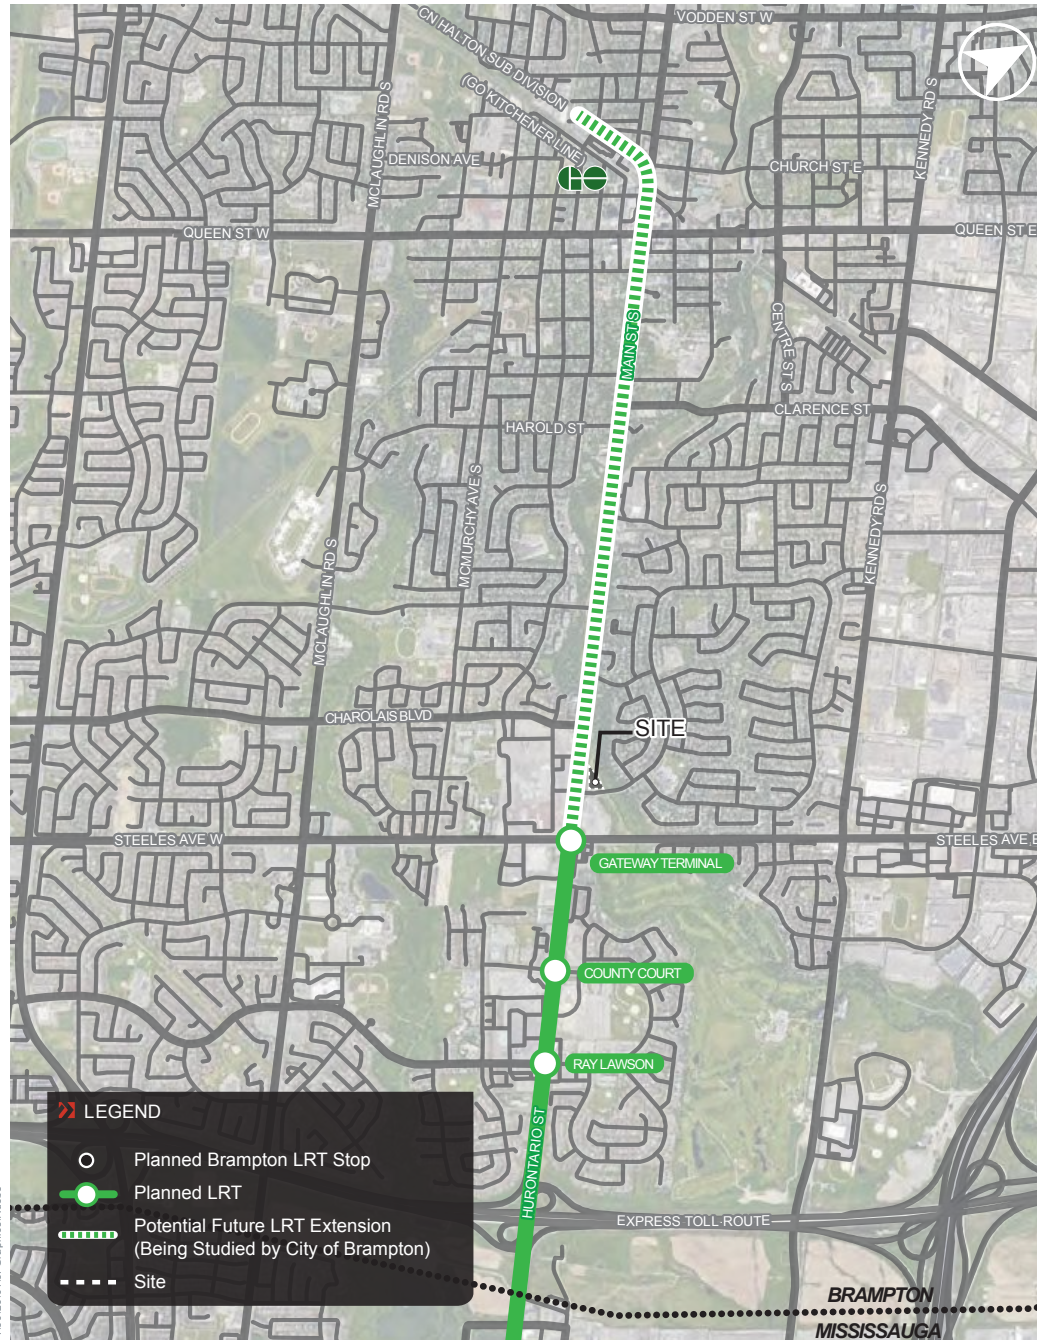 VODDEN ST W
CN HALTON SUB DIVISION
(GO KITCHENER LINE)
MCLAUGHLIN RD S
KENNEDY RD S
DENISON AVE
CHURCH ST E
GO
QUEEN ST W
QUEEN ST E
MAIN ST S
CENTRE ST S
CLARENCE ST
HAROLD ST
MCMURCHY AVE S
KENNEDY RD S
MCLAUGHLIN RD S
CHAROLAIS BLVD
SITE
STEELES AVE W
STEELES AVE E
GATEWAY TERMINAL
COUNTY COURT
RAY LAWSON
HURONTARIO ST
LEGEND
Planned Brampton LRT Stop
Planned LRT
Potential Future LRT Extension
(Being Studied by City of Brampton)
Site
EXPRESS TOLL ROUTE
BRAMPTON
MISSISSAUGA